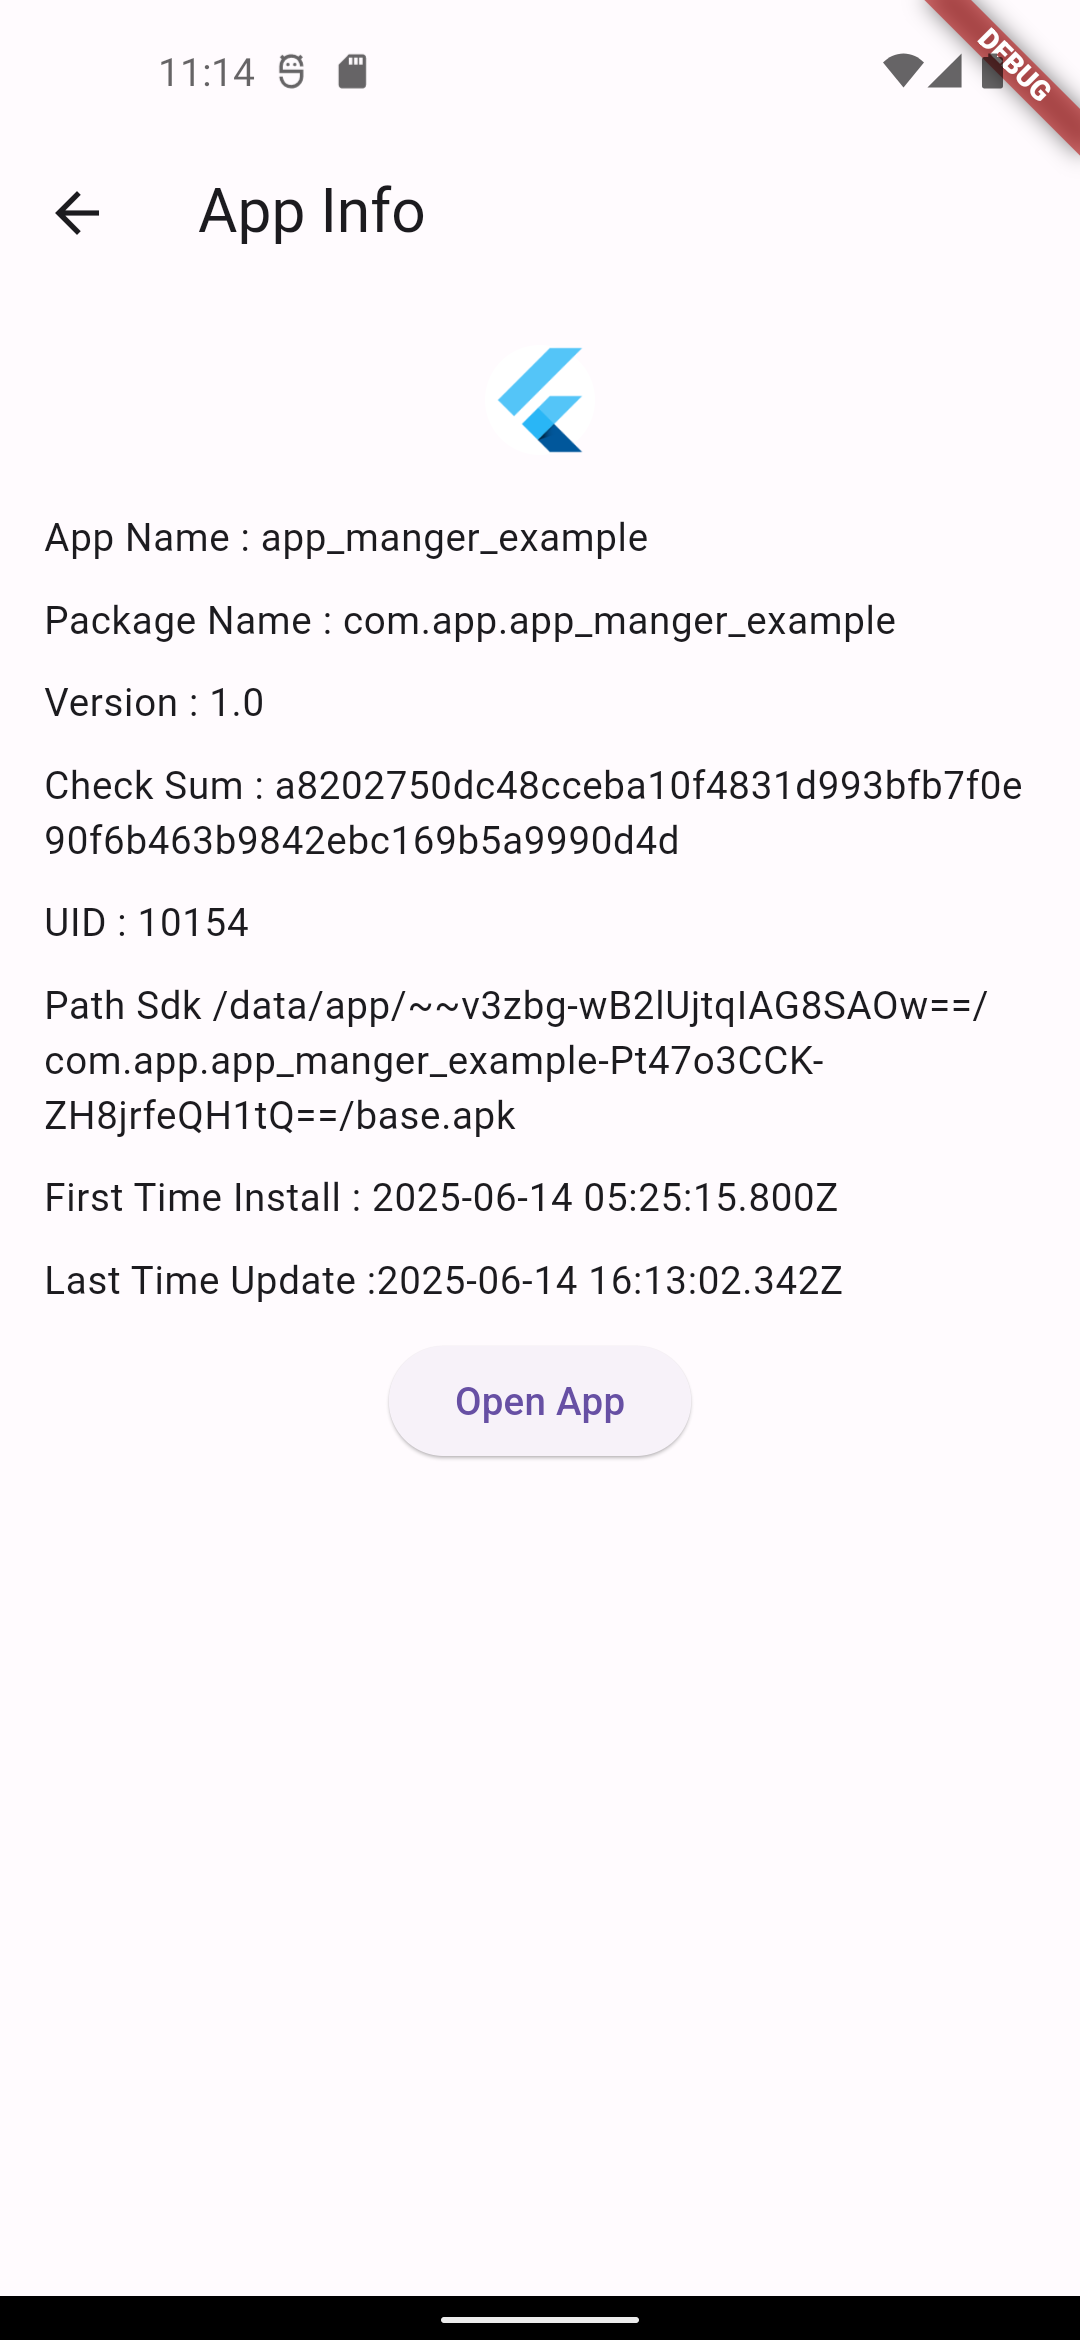 11:14
DEBUG
App Info
App Name : app_manger_example
Package Name : com.app.app_manger_example
Version : 1.0
Check Sum : a8202750dc48cceba10f4831d993bfb7f0e
90f6b463b9842ebc169b5a9990d4d
UID : 10154
Path Sdk /data/app/~~v3zbg-wB2lUjtqIAG8SAOw==/
com.app.app_manger_example-Pt47o3CCK-
ZH8jrfeQH1tQ==/base.apk
First Time Install : 2025-06-14 05:25:15.800Z
Last Time Update :2025-06-14 16:13:02.342Z
Open App